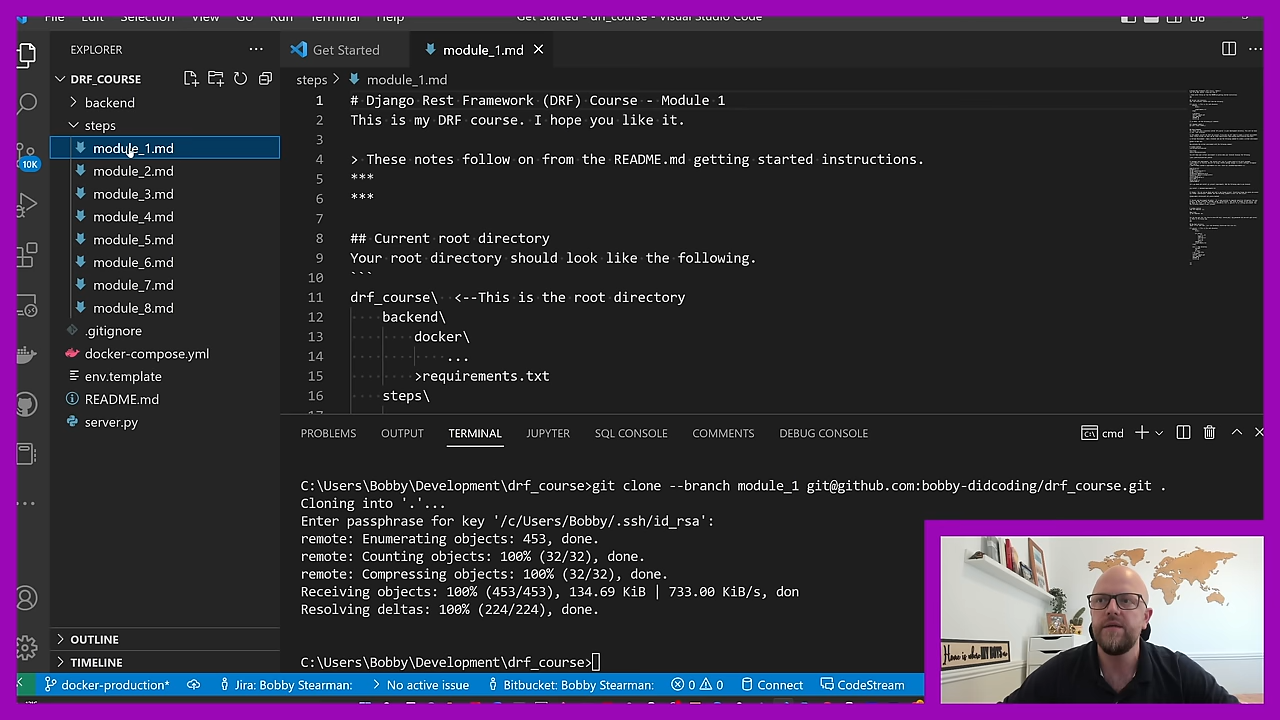 File Edit Selection View Go Run Terminal Help
Get Started - drf_course - Visual Studio Code
EXPLORER
Get Started
module_1.md
DRF_COURSE
backend
steps
module_1.md
module_2.md
module_3.md
module_4.md
module_5.md
module_6.md
module_7.md
module_8.md
.gitignore
docker-compose.yml
env.template
README.md
server.py
OUTLINE
TIMELINE
10K
steps > module_1.md
1 # Django Rest Framework (DRF) Course - Module 1
2 This is my DRF course. I hope you like it.
3
4 > These notes follow on from the README.md getting started instructions.
5 ***
6 ***
7
8 ## Current root directory
9 Your root directory should look like the following.
10 ```
11 drf_course\  <--This is the root directory
12     backend\
13         docker\
14             ...
15         >requirements.txt
16     steps\
17
PROBLEMS OUTPUT TERMINAL JUPYTER SQL CONSOLE COMMENTS DEBUG CONSOLE
cmd
C:\Users\Bobby\Development\drf_course>git clone --branch module_1 git@github.com:bobby-didcoding/drf_course.git .
Cloning into '.'...
Enter passphrase for key '/c/Users/Bobby/.ssh/id_rsa':
remote: Enumerating objects: 453, done.
remote: Counting objects: 100% (32/32), done.
remote: Compressing objects: 100% (32/32), done.
Receiving objects: 100% (453/453), 134.69 KiB | 733.00 KiB/s, don
Resolving deltas: 100% (224/224), done.
C:\Users\Bobby\Development\drf_course>
docker-production* Jira: Bobby Stearman: No active issue Bitbucket: Bobby Stearman: 0 0 Connect CodeStream